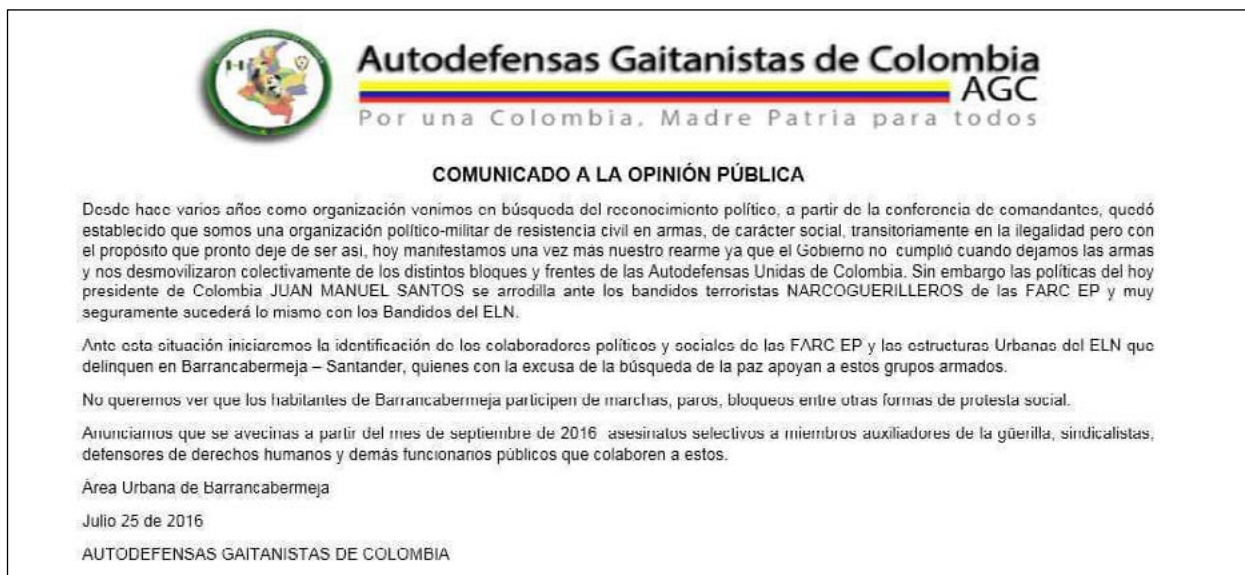 Autodefensas Gaitanistas de Colombia
AGC
Por una Colombia, Madre Patria para todos
COMUNICADO A LA OPINIÓN PÚBLICA
Desde hace varios años como organización venimos en búsqueda del reconocimiento político, a partir de la conferencia de comandantes, quedó
establecido que somos una organización político-militar de resistencia civil en armas, de carácter social, transitoriamente en la ilegalidad pero con
el propósito que pronto deje de ser así, hoy manifestamos una vez más nuestro rearme ya que el Gobierno no cumplió cuando dejamos las armas
y nos desmovilizaron colectivamente de los distintos bloques y frentes de las Autodefensas Unidas de Colombia. Sin embargo las políticas del hoy
presidente de Colombia JUAN MANUEL SANTOS se arrodilla ante los bandidos terroristas NARCOGUERILLEROS de las FARC EP y muy
seguramente sucederá lo mismo con los Bandidos del ELN.
Ante esta situación iniciaremos la identificación de los colaboradores políticos y sociales de las FARC EP y las estructuras Urbanas del ELN que
delinquen en Barrancabermeja – Santander, quienes con la excusa de la búsqueda de la paz apoyan a estos grupos armados.
No queremos ver que los habitantes de Barrancabermeja participen de marchas, paros, bloqueos entre otras formas de protesta social.
Anunciamos que se avecinas a partir del mes de septiembre de 2016 asesinatos selectivos a miembros auxiliadores de la güerilla, sindicalistas,
defensores de derechos humanos y demás funcionarios públicos que colaboren a estos.
Área Urbana de Barrancabermeja
Julio 25 de 2016
AUTODEFENSAS GAITANISTAS DE COLOMBIA